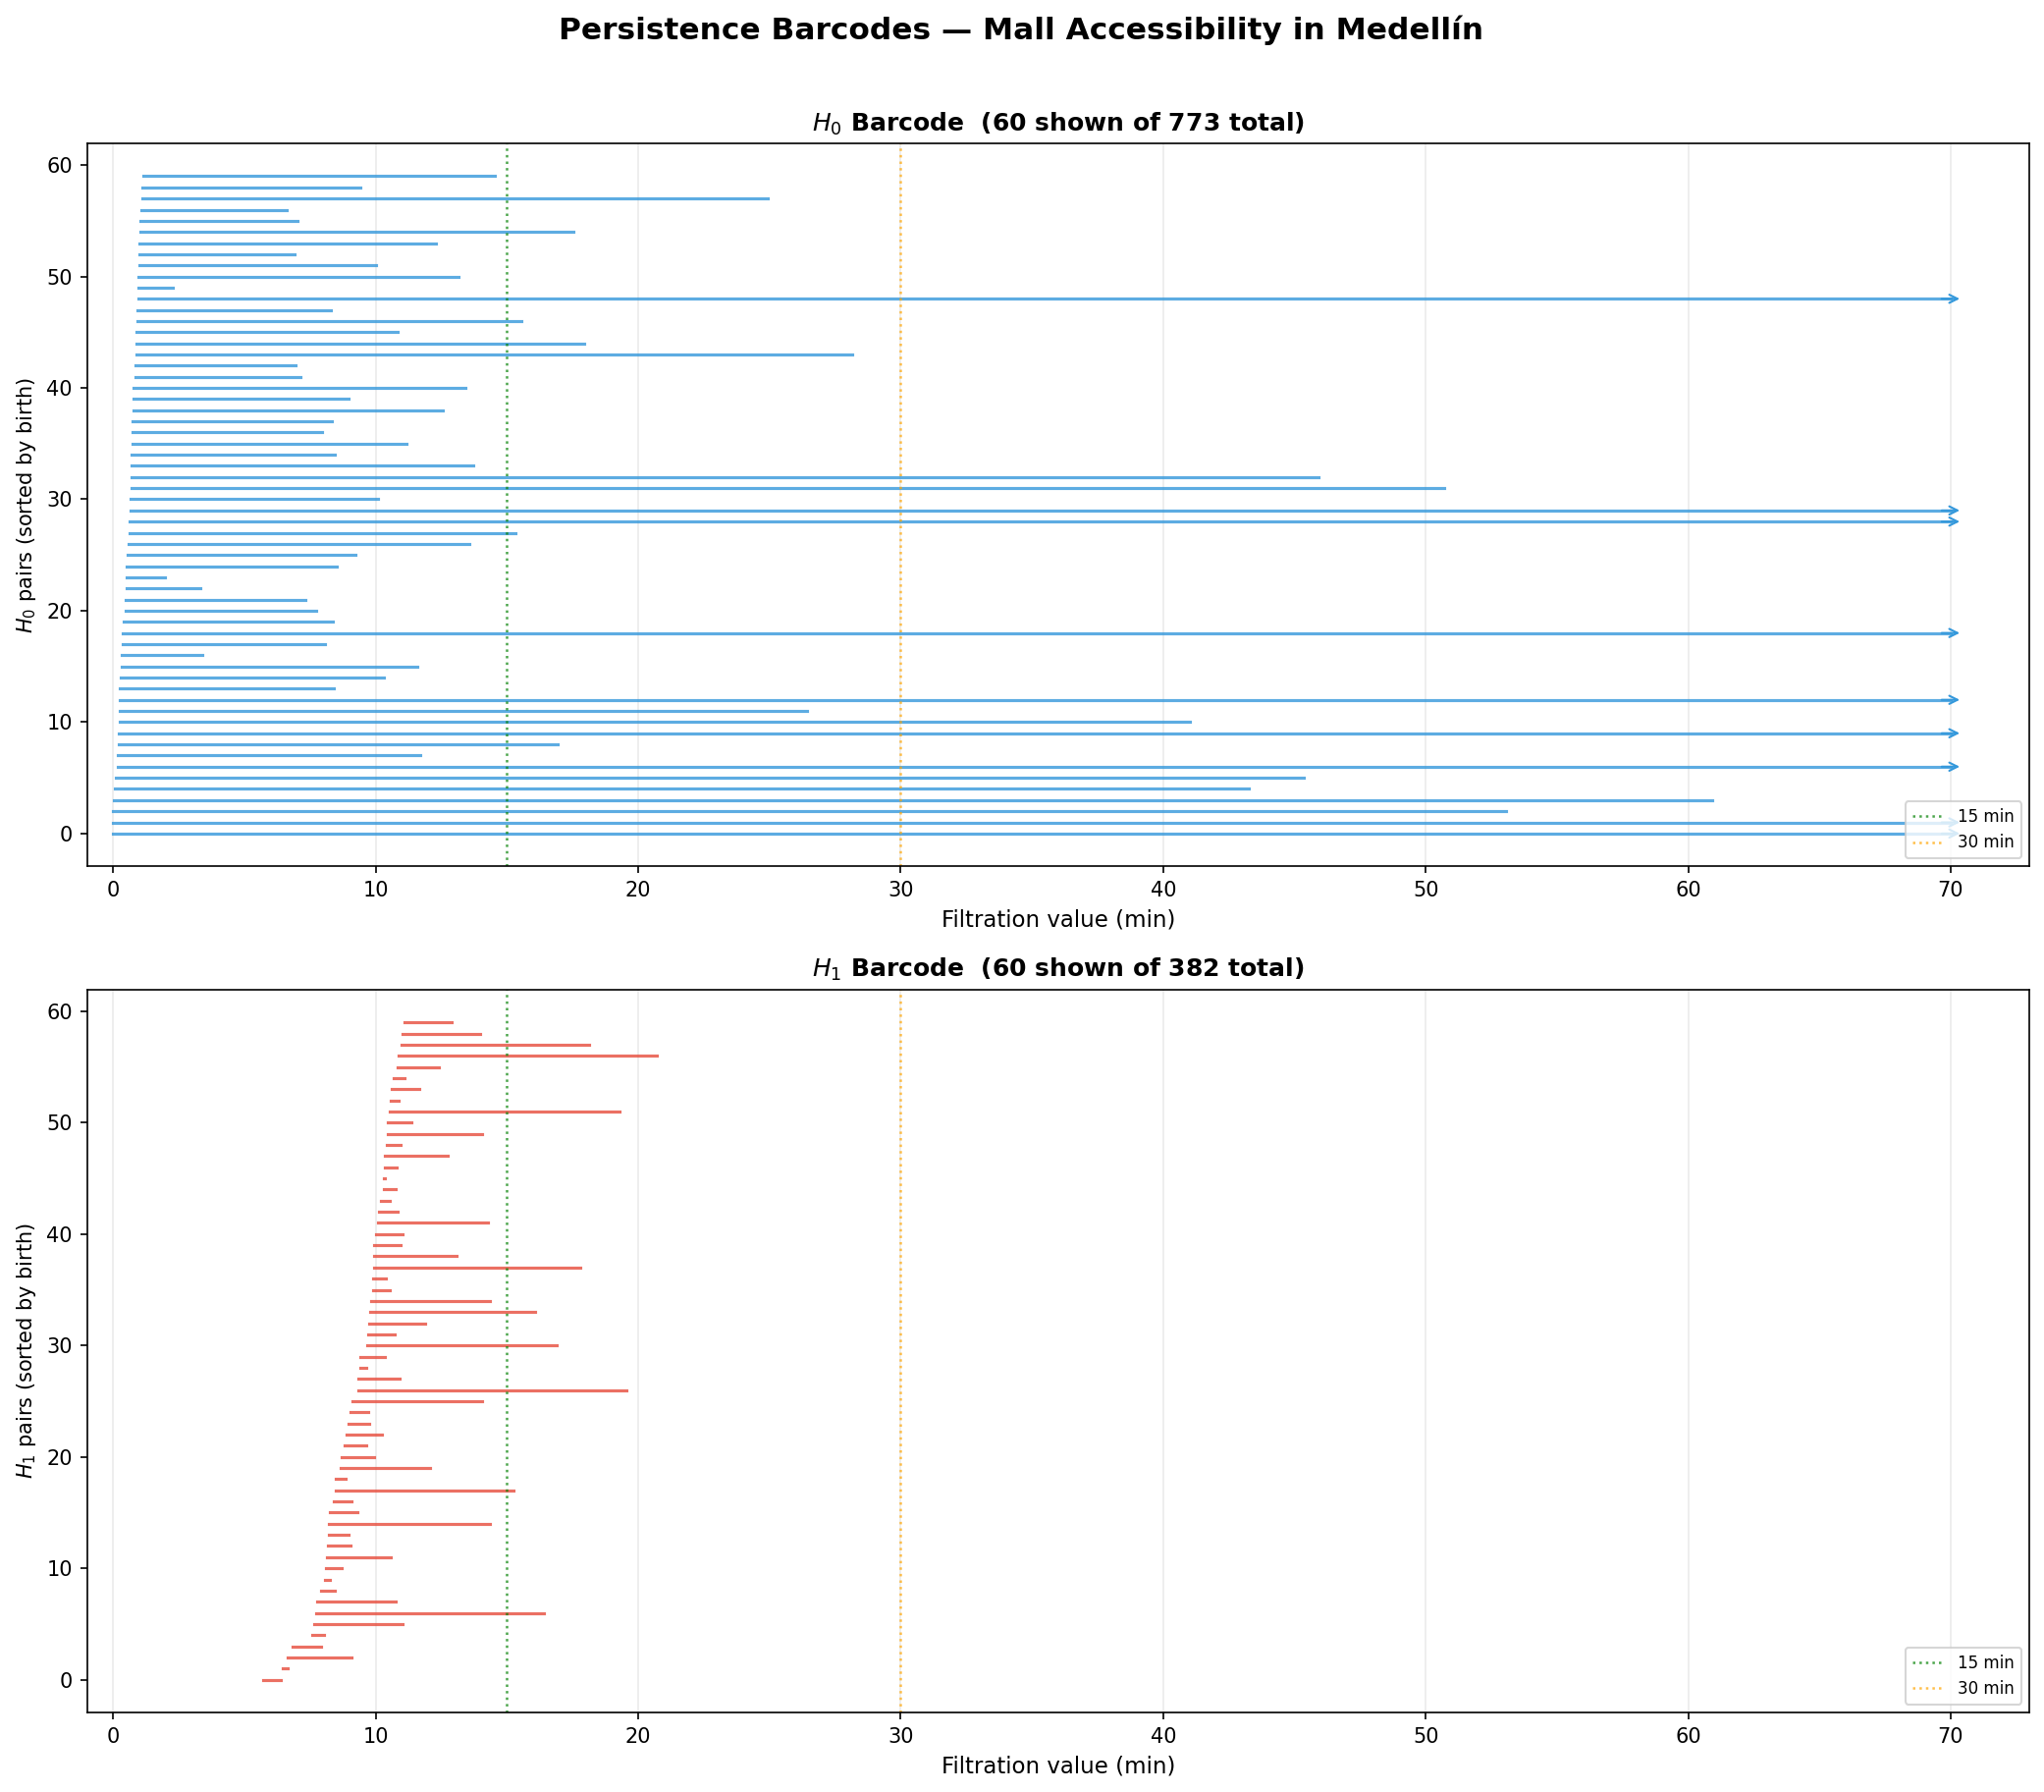 Persistence Barcodes — Mall Accessibility in Medellín
H₀ Barcode (60 shown of 773 total)
60
50
40
30
20
10
0
H₀ pairs (sorted by birth)
15 min
30 min
0 10 20 30 40 50 60 70
Filtration value (min)
H₁ Barcode (60 shown of 382 total)
60
50
40
30
20
10
0
H₁ pairs (sorted by birth)
15 min
30 min
0 10 20 30 40 50 60 70
Filtration value (min)